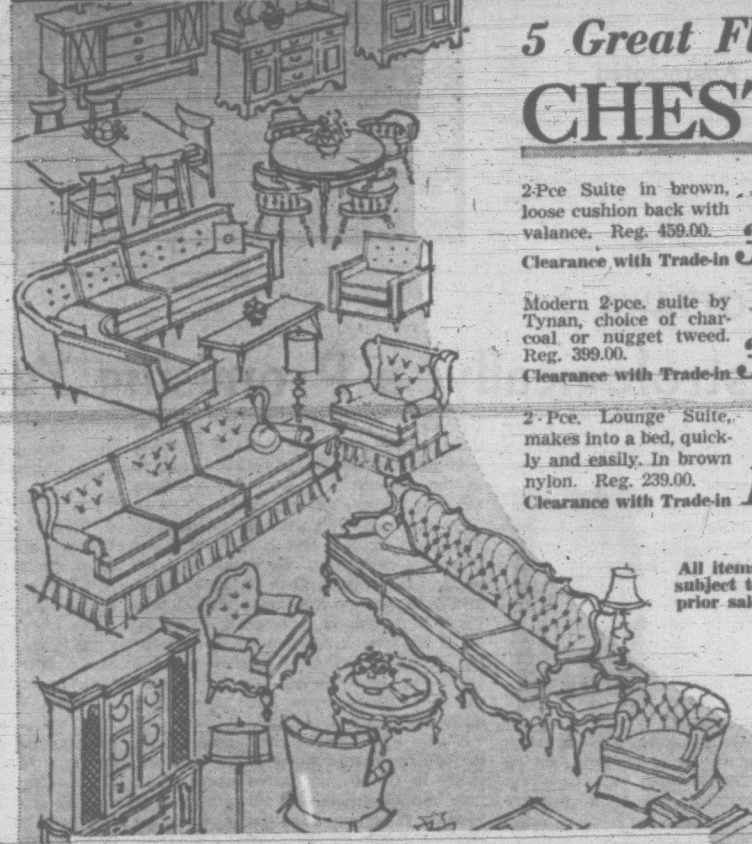 5 Great
CHEST
2-Pce Suite in brown,
loose cushion back with
valance. Reg. 459.00.
Clearance with Trade-in
Modern 2-pce. suite by
Tynan, choice of char-
coal or nugget tweed.
Reg. 399.00.
Clearance with Trade-in
2-Pce. Lounge Suite,
makes into a bed, quick-
ly and easily. In brown
nylon. Reg. 239.00.
Clearance with Trade-in
All items
subject to
prior sal